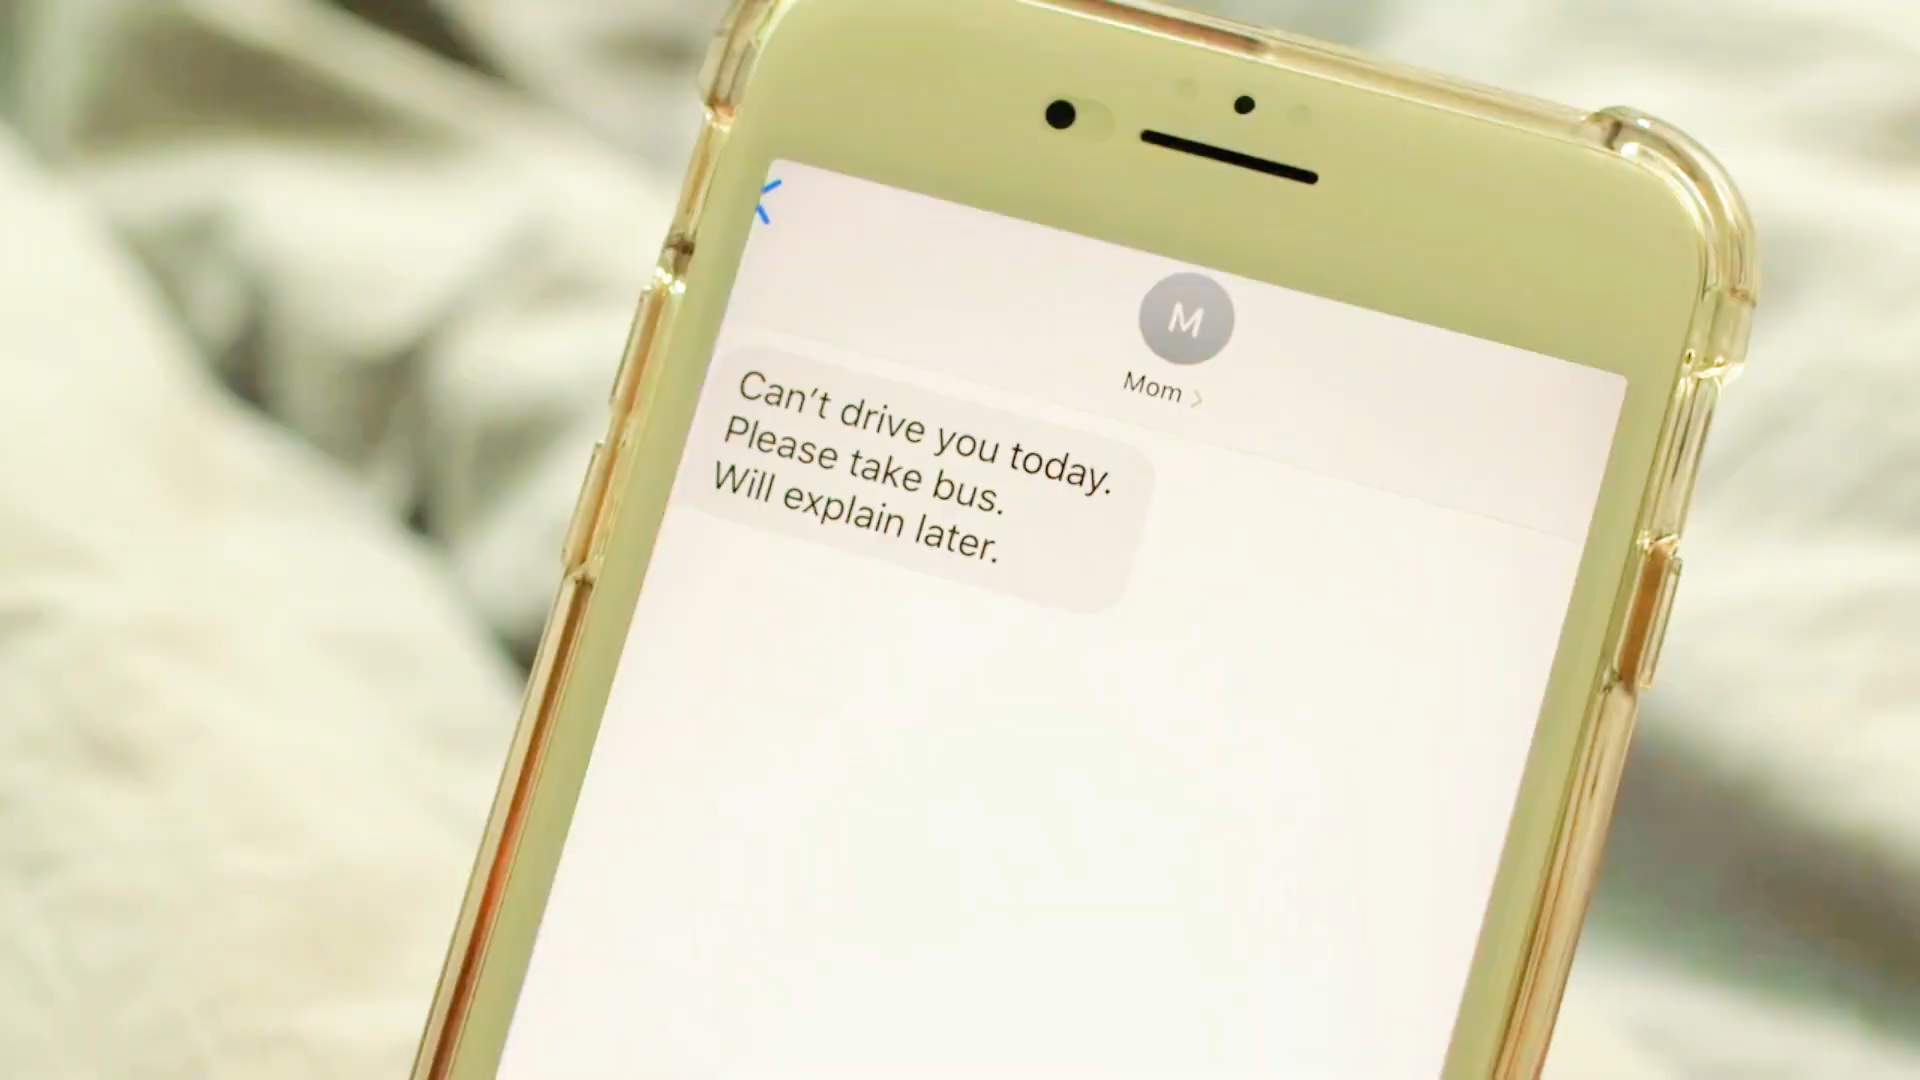 M
Mom
Can't drive you today.
Please take bus.
Will explain later.